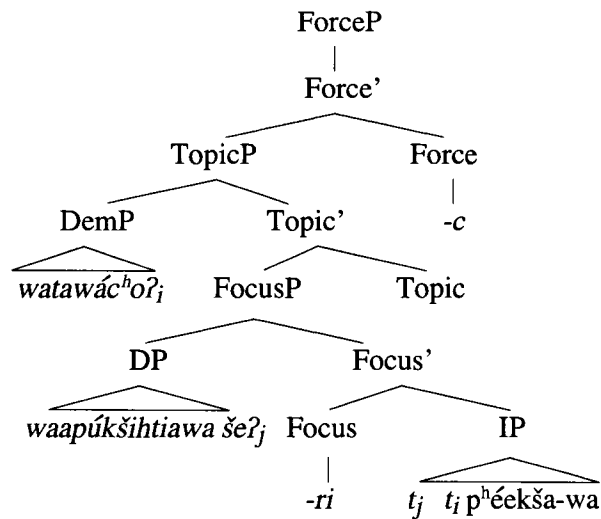 ForceP
Force’
TopicP Force
DemP Topic’ -c
watawácʰoʔᵢ FocusP Topic
DP Focus’
waapúkšihtiawa šeʔⱼ Focus IP
-ri tⱼ tᵢ pʰéekša-wa